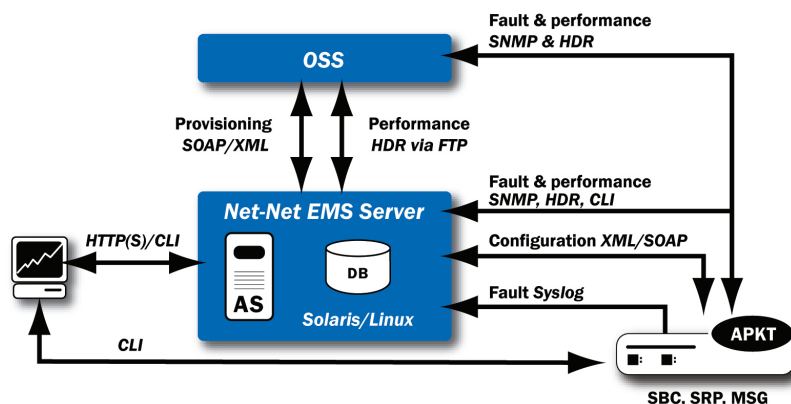 Fault & performance
SNMP & HDR
OSS
Provisioning
SOAP/XML
Performance
HDR via FTP
Fault & performance
SNMP, HDR, CLI
Net-Net EMS Server
HTTP(S)/CLI
Configuration XML/SOAP
DB
AS
Fault Syslog
Solaris/Linux
APKT
CLI
SBC, SRP, MSG